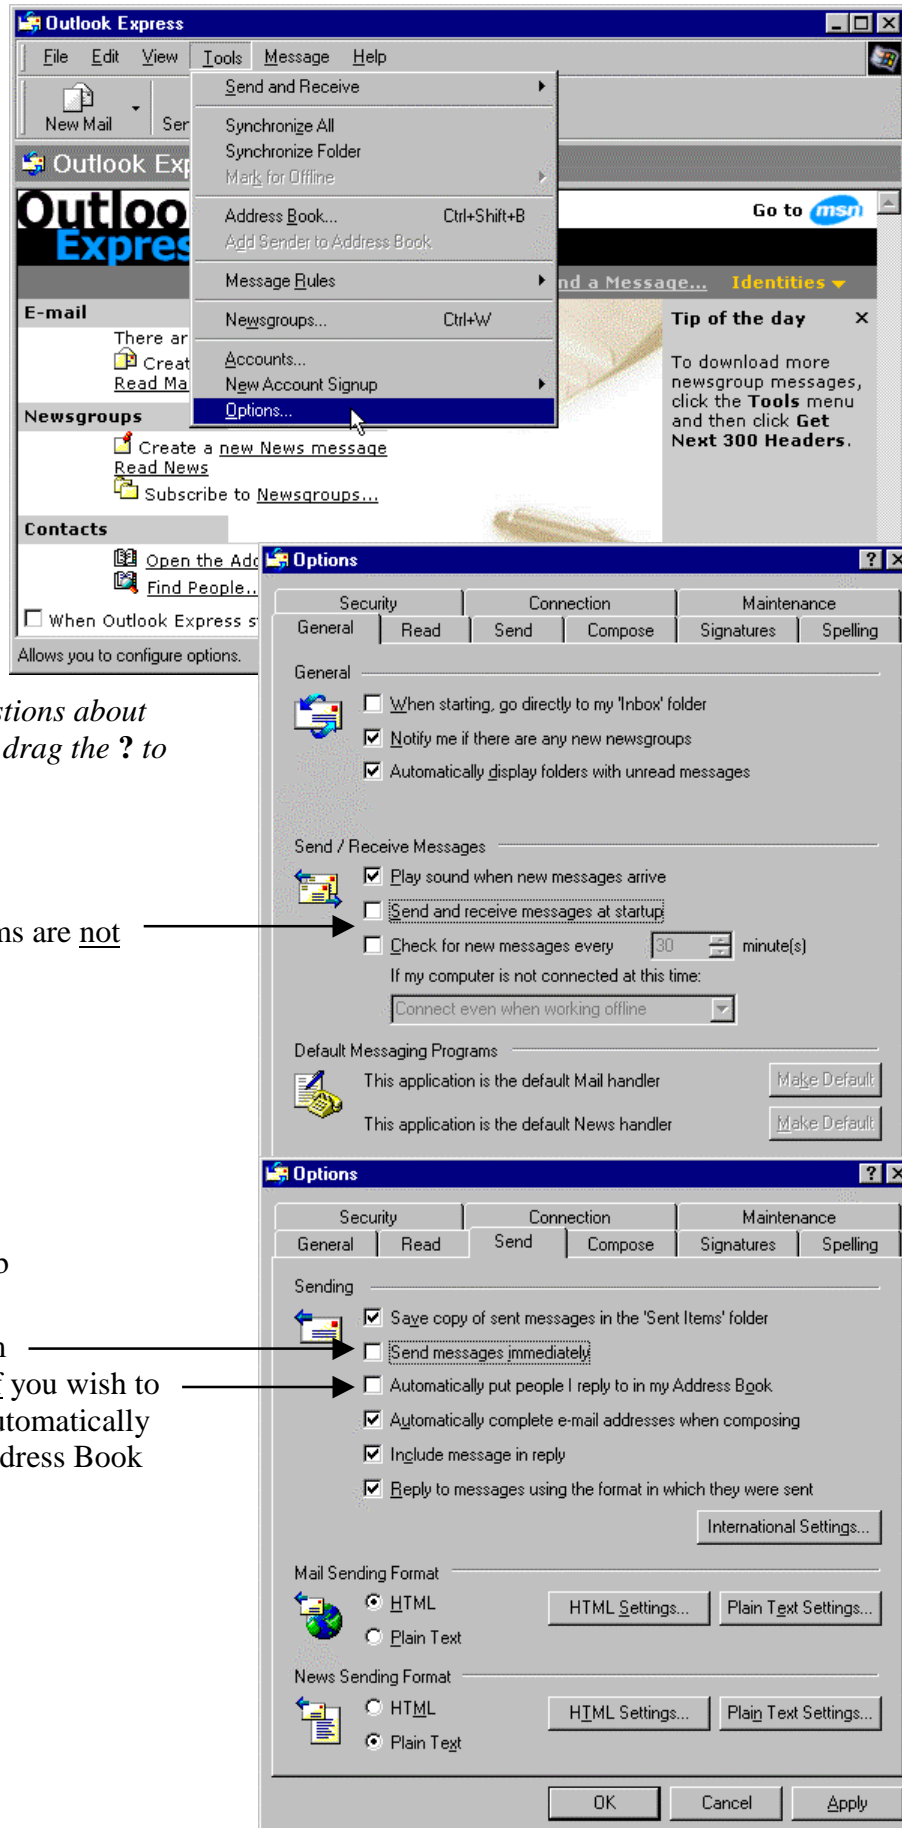 Outlook Express
File Edit View Tools Message Help
New Mail
Send and Receive
Synchronize All
Synchronize Folder
Mark for Offline
Address Book... Ctrl+Shift+B
Add Sender to Address Book
Message Rules
Newsgroups... Ctrl+W
Accounts...
New Account Signup
Options...
Outlook Exp
Outloo
Express
Go to msn
nd a Message... Identities
E-mail
There ar
Creat
Read Ma
Newsgroups
Create a new News message
Read News
Subscribe to Newsgroups...
Contacts
Open the Add
Find People...
When Outlook Express s
Allows you to configure options.
Tip of the day X
To download more
newsgroup messages,
click the Tools menu
and then click Get
Next 300 Headers.
stions about
drag the ? to
ms are not
Options
Security Connection Maintenance
General Read Send Compose Signatures Spelling
General
When starting, go directly to my 'Inbox' folder
Notify me if there are any new newsgroups
Automatically display folders with unread messages
Send / Receive Messages
Play sound when new messages arrive
Send and receive messages at startup
Check for new messages every 30 minute(s)
If my computer is not connected at this time:
Connect even when working offline
Default Messaging Programs
This application is the default Mail handler Make Default
This application is the default News handler Make Default
Options
Security Connection Maintenance
General Read Send Compose Signatures Spelling
Sending
Save copy of sent messages in the 'Sent Items' folder
Send messages immediately
Automatically put people I reply to in my Address Book
Automatically complete e-mail addresses when composing
Include message in reply
Reply to messages using the format in which they were sent
International Settings...
f you wish to
utomatically
dress Book
Mail Sending Format
HTML HTML Settings... Plain Text Settings...
Plain Text
News Sending Format
HTML HTML Settings... Plain Text Settings...
Plain Text
OK Cancel Apply